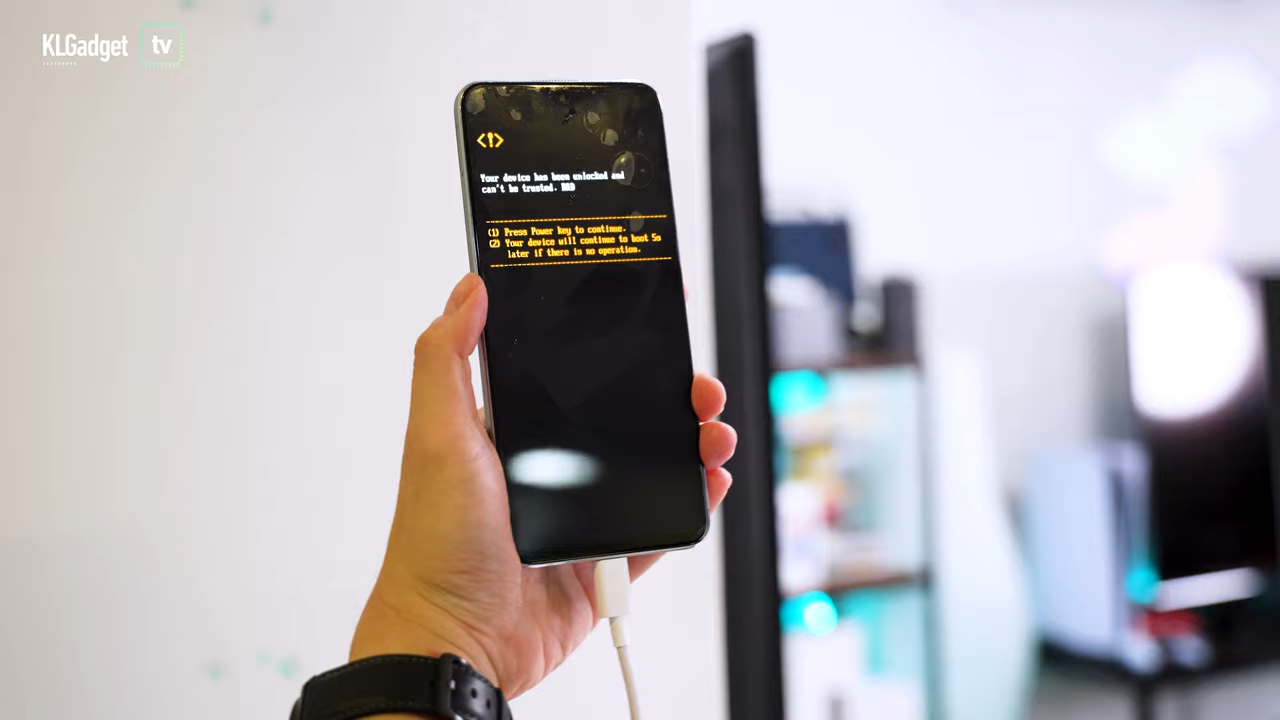 KLGadget tv
<!>
Your device has been unlocked and
can't be trusted.
(1) Press Power key to continue.
(2) Your device will continue to boot 5s
later if there is no operation.